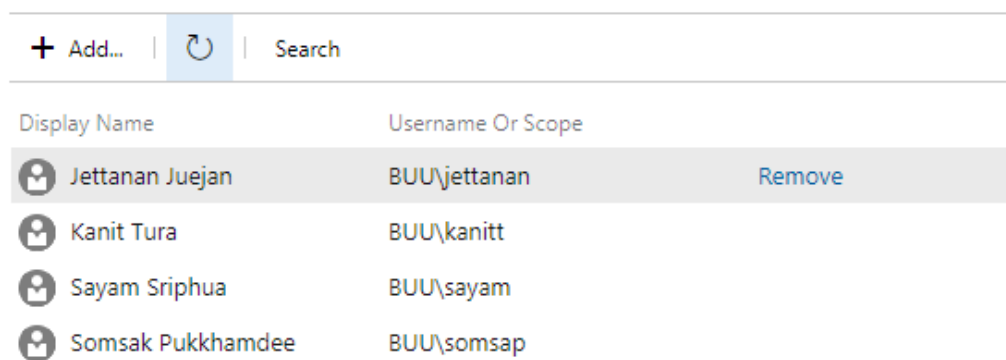 + Add... | | Search
Display Name Username Or Scope
Jettanan Juejan BUU\jettanan Remove
Kanit Tura BUU\kanitt
Sayam Sriphua BUU\sayam
Somsak Pukkhamdee BUU\somsap